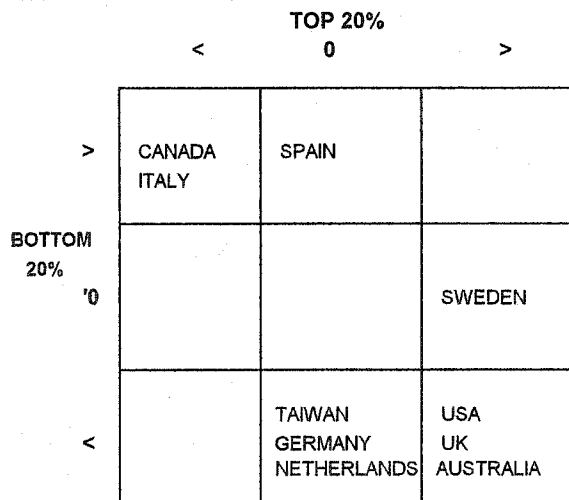 TOP 20%
< 0 >
> CANADA SPAIN
ITALY
BOTTOM
20%
'0 SWEDEN
TAIWAN USA
< GERMANY UK
NETHERLANDS AUSTRALIA